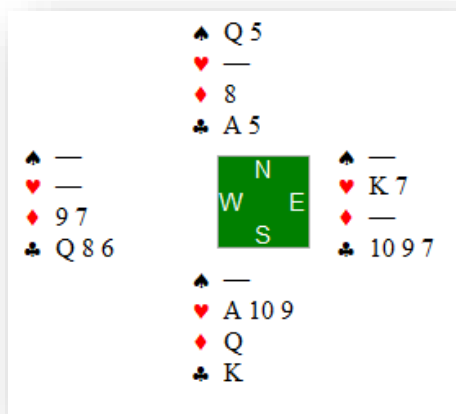 ♠ Q 5
♥ —
♦ 8
♣ A 5
♠ —
♥ —
♦ 9 7
♣ Q 8 6
N
W E
S
♠ —
♥ K 7
♦ —
♣ 10 9 7
♠ —
♥ A 10 9
♦ Q
♣ K